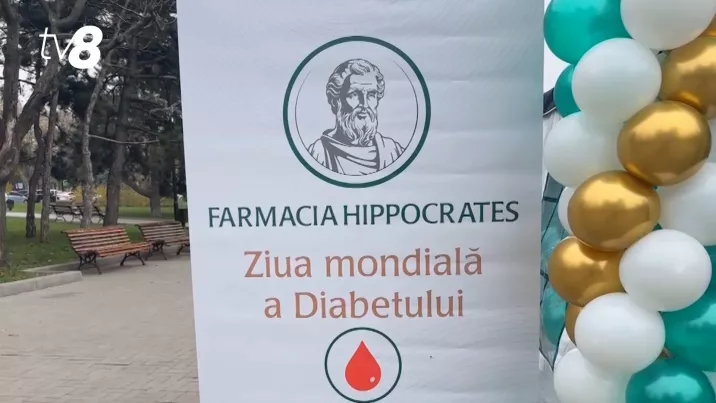 tv8
FARMACIA HIPPOCRATES
Ziua mondială
a Diabetului